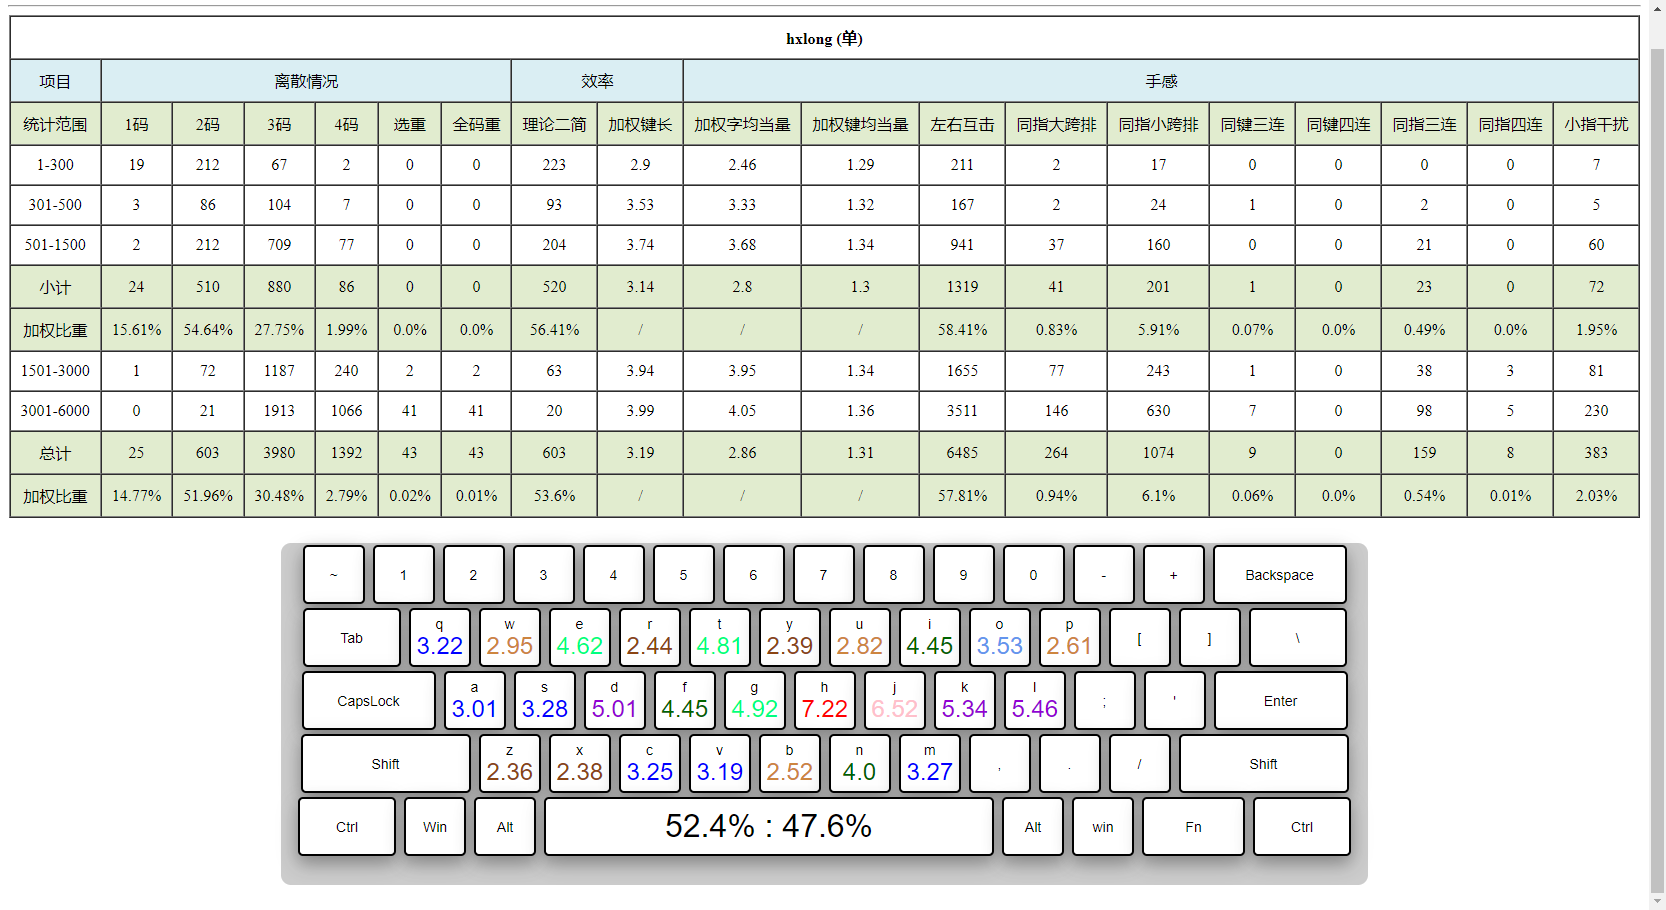 hxlong (单)
项目 离散情况 效率 手感
统计范围 1码 2码 3码 4码 选重 全码重 理论二简 加权键长 加权字均当量 加权键均当量 左右互击 同指大跨排 同指小跨排 同键三连 同键四连 同指三连 同指四连 小指干扰
1-300 19 212 67 2 0 0 223 2.9 2.46 1.29 211 2 17 0 0 0 0 7
301-500 3 86 104 7 0 0 93 3.53 3.33 1.32 167 2 24 1 0 2 0 5
501-1500 2 212 709 77 0 0 204 3.74 3.68 1.34 941 37 160 0 0 21 0 60
小计 24 510 880 86 0 0 520 3.14 2.8 1.3 1319 41 201 1 0 23 0 72
加权比重 15.61% 54.64% 27.75% 1.99% 0.0% 0.0% 56.41% / / / 58.41% 0.83% 5.91% 0.07% 0.0% 0.49% 0.0% 1.95%
1501-3000 1 72 1187 240 2 2 63 3.94 3.95 1.34 1655 77 243 1 0 38 3 81
3001-6000 0 21 1913 1066 41 41 20 3.99 4.05 1.36 3511 146 630 7 0 98 5 230
总计 25 603 3980 1392 43 43 603 3.19 2.86 1.31 6485 264 1074 9 0 159 8 383
加权比重 14.77% 51.96% 30.48% 2.79% 0.02% 0.01% 53.6% / / / 57.81% 0.94% 6.1% 0.06% 0.0% 0.54% 0.01% 2.03%
~ 1 2 3 4 5 6 7 8 9 0 - + Backspace
q w e r t y u i o p
Tab 3.22 2.95 4.62 2.44 4.81 2.39 2.82 4.45 3.53 2.61 [ ] \
a s d f g h j k l
CapsLock 3.01 3.28 5.01 4.45 4.92 7.22 6.52 5.34 5.46 ; ' Enter
z x c v b n m
Shift 2.36 2.38 3.25 3.19 2.52 4.0 3.27 , . / Shift
Ctrl Win Alt 52.4% : 47.6% Alt win Fn Ctrl